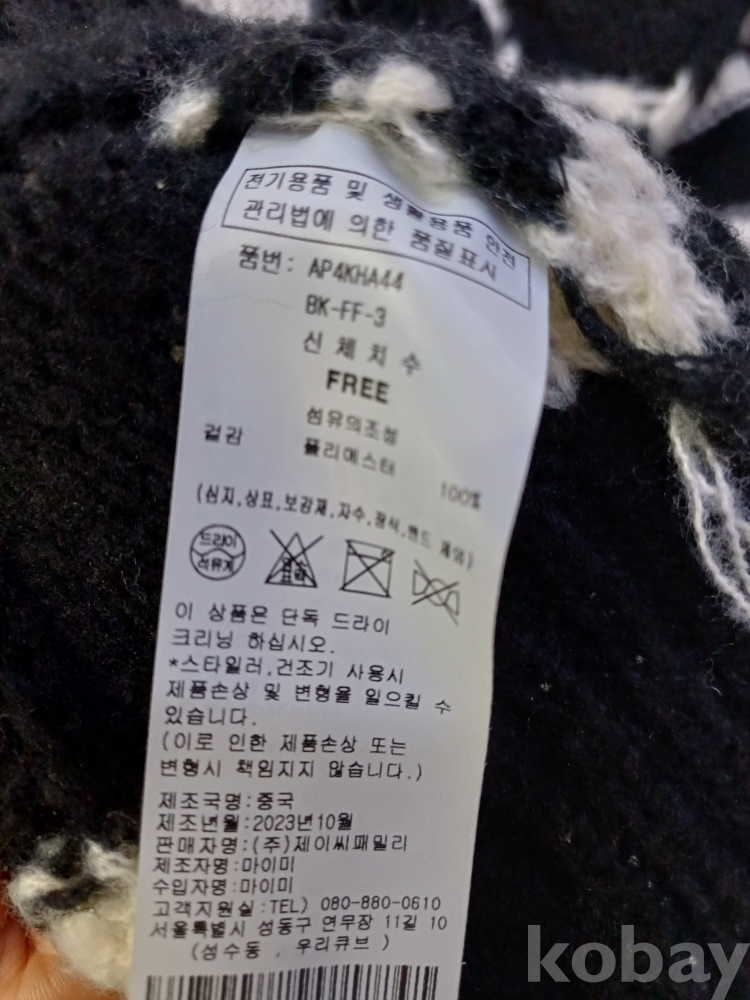 전기용품 및 생활용품 안전
관리법에 의한 품질표시
품번: AP4KHA44
BK-FF-3
신체치수
FREE
섬유의조성
겉감 폴리에스터 100%
(심지,상표,보강재,자수,장식,밴드 제외)
드라이
석유계
염소
표백
이 상품은 단독 드라이
크리닝 하십시오.
*스타일러,건조기 사용시
제품손상 및 변형을 일으킬 수
있습니다.
(이로 인한 제품손상 또는
변형시 책임지지 않습니다.)
제조국명:중국
제조년월:2023년10월
판매자명:(주)제이씨패밀리
제조자명:마이미
수입자명:마이미
고객지원실:TEL) 080-880-0610
서울특별시 성동구 연무장 11길 10
(성수동 , 우리큐브 )
kobay